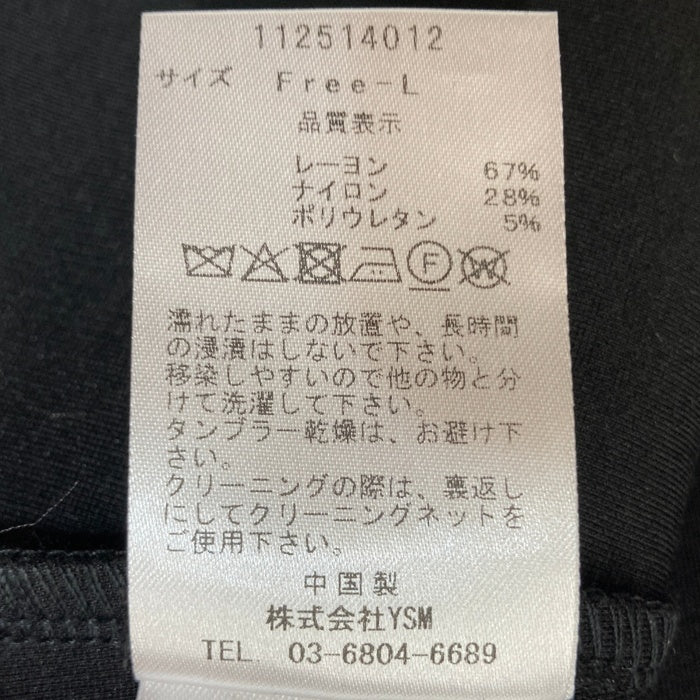 112514012
サイズ Free-L
品質表示
レーヨン 67%
ナイロン 28%
ポリウレタン 5%
F W
濡れたままの放置や、長時間
の浸漬はしないで下さい。
移染しやすいので他の物と分
けて洗濯して下さい。
タンブラー乾燥は、お避け下
さい。
クリーニングの際は、裏返し
にしてクリーニングネットを
ご使用下さい。
中国製
株式会社YSM
TEL. 03-6804-6689